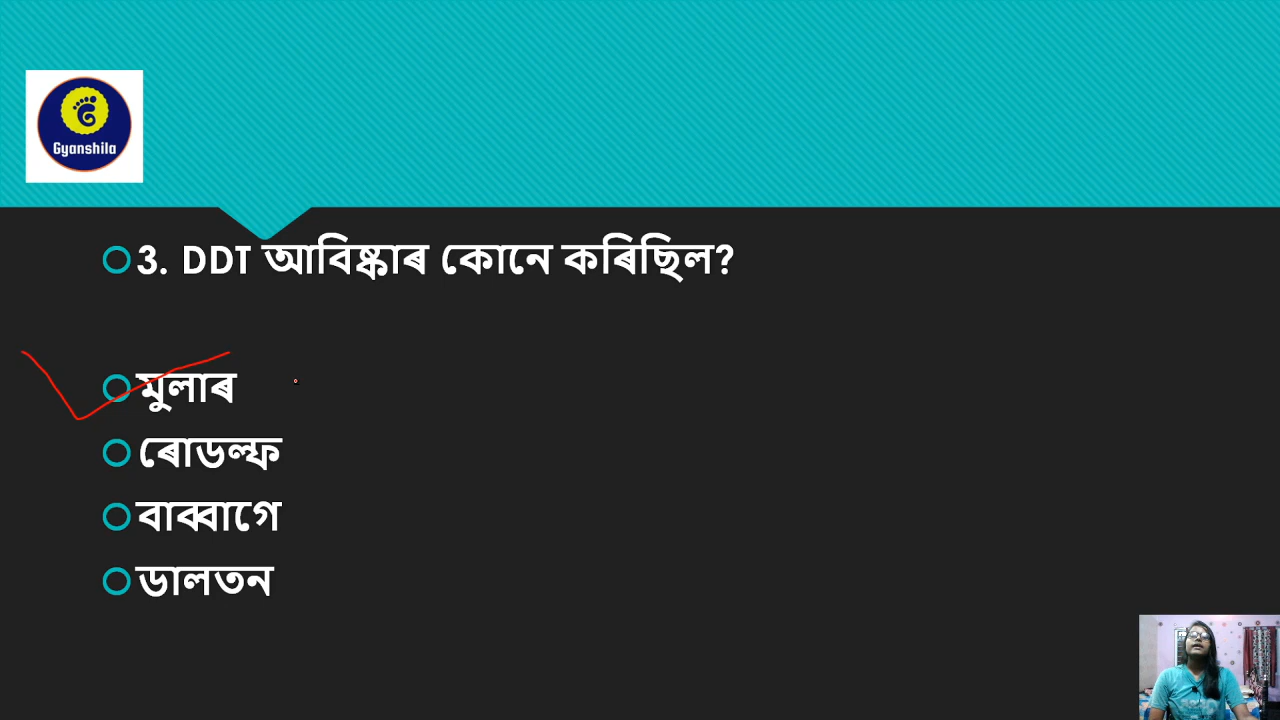 Gyanshila
3. DDT আবিষ্কাৰ কোনে কৰিছিল?
মুলাৰ
ৰোডল্ফ
বাব্বাগে
ডালতন